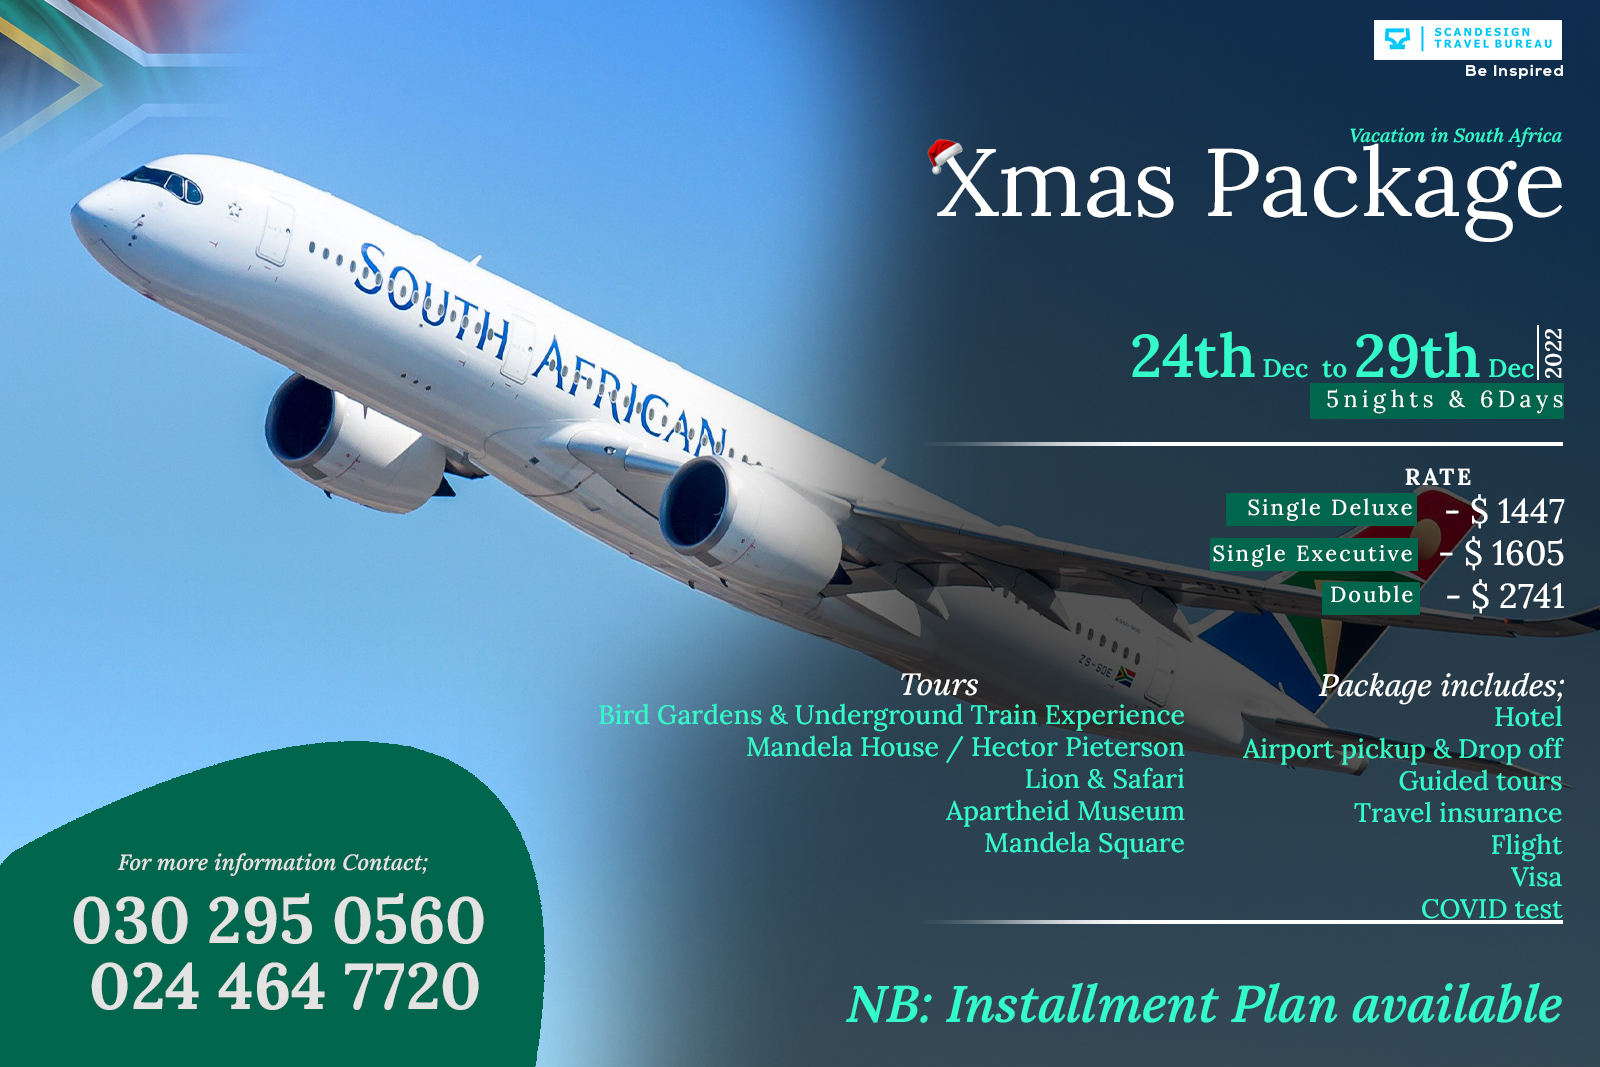 SCANDESIGN
TRAVEL BUREAU
Be Inspired
Vacation in South Africa
Xmas Package
24th Dec to 29th Dec 2022
5nights & 6Days
RATE
Single Deluxe - $ 1447
Single Executive - $ 1605
Double - $ 2741
SOUTH AFRICAN
ZS-SDE
Tours
Bird Gardens & Underground Train Experience
Mandela House / Hector Pieterson
Lion & Safari
Apartheid Museum
Mandela Square
Package includes;
Hotel
Airport pickup & Drop off
Guided tours
Travel insurance
Flight
Visa
COVID test
For more information Contact;
030 295 0560
024 464 7720
NB: Installment Plan available